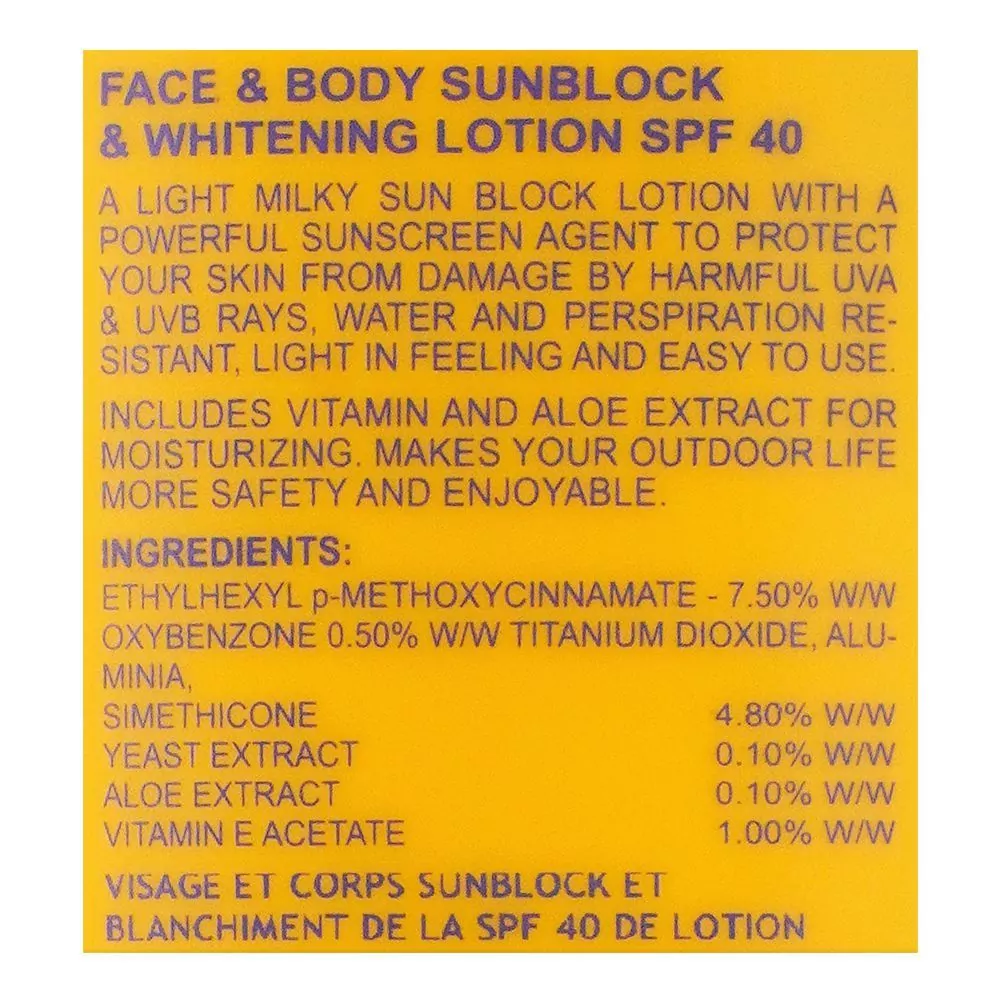 FACE & BODY SUNBLOCK
& WHITENING LOTION SPF 40
A LIGHT MILKY SUN BLOCK LOTION WITH A
POWERFUL SUNSCREEN AGENT TO PROTECT
YOUR SKIN FROM DAMAGE BY HARMFUL UVA
& UVB RAYS, WATER AND PERSPIRATION RE-
SISTANT, LIGHT IN FEELING AND EASY TO USE.
INCLUDES VITAMIN AND ALOE EXTRACT FOR
MOISTURIZING. MAKES YOUR OUTDOOR LIFE
MORE SAFETY AND ENJOYABLE.
INGREDIENTS:
ETHYLHEXYL p-METHOXYCINNAMATE - 7.50% W/W
OXYBENZONE 0.50% W/W TITANIUM DIOXIDE, ALU-
MINIA,
SIMETHICONE 4.80% W/W
YEAST EXTRACT 0.10% W/W
ALOE EXTRACT 0.10% W/W
VITAMIN E ACETATE 1.00% W/W
VISAGE ET CORPS SUNBLOCK ET
BLANCHIMENT DE LA SPF 40 DE LOTION